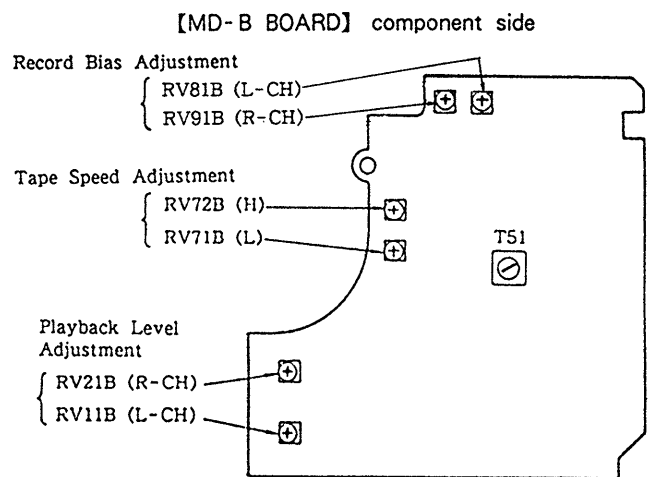 【MD-B BOARD】 component side
Record Bias Adjustment
RV81B (L-CH)
RV91B (R-CH)
Tape Speed Adjustment
RV72B (H)
RV71B (L)
T51
Playback Level
Adjustment
RV21B (R-CH)
RV11B (L-CH)